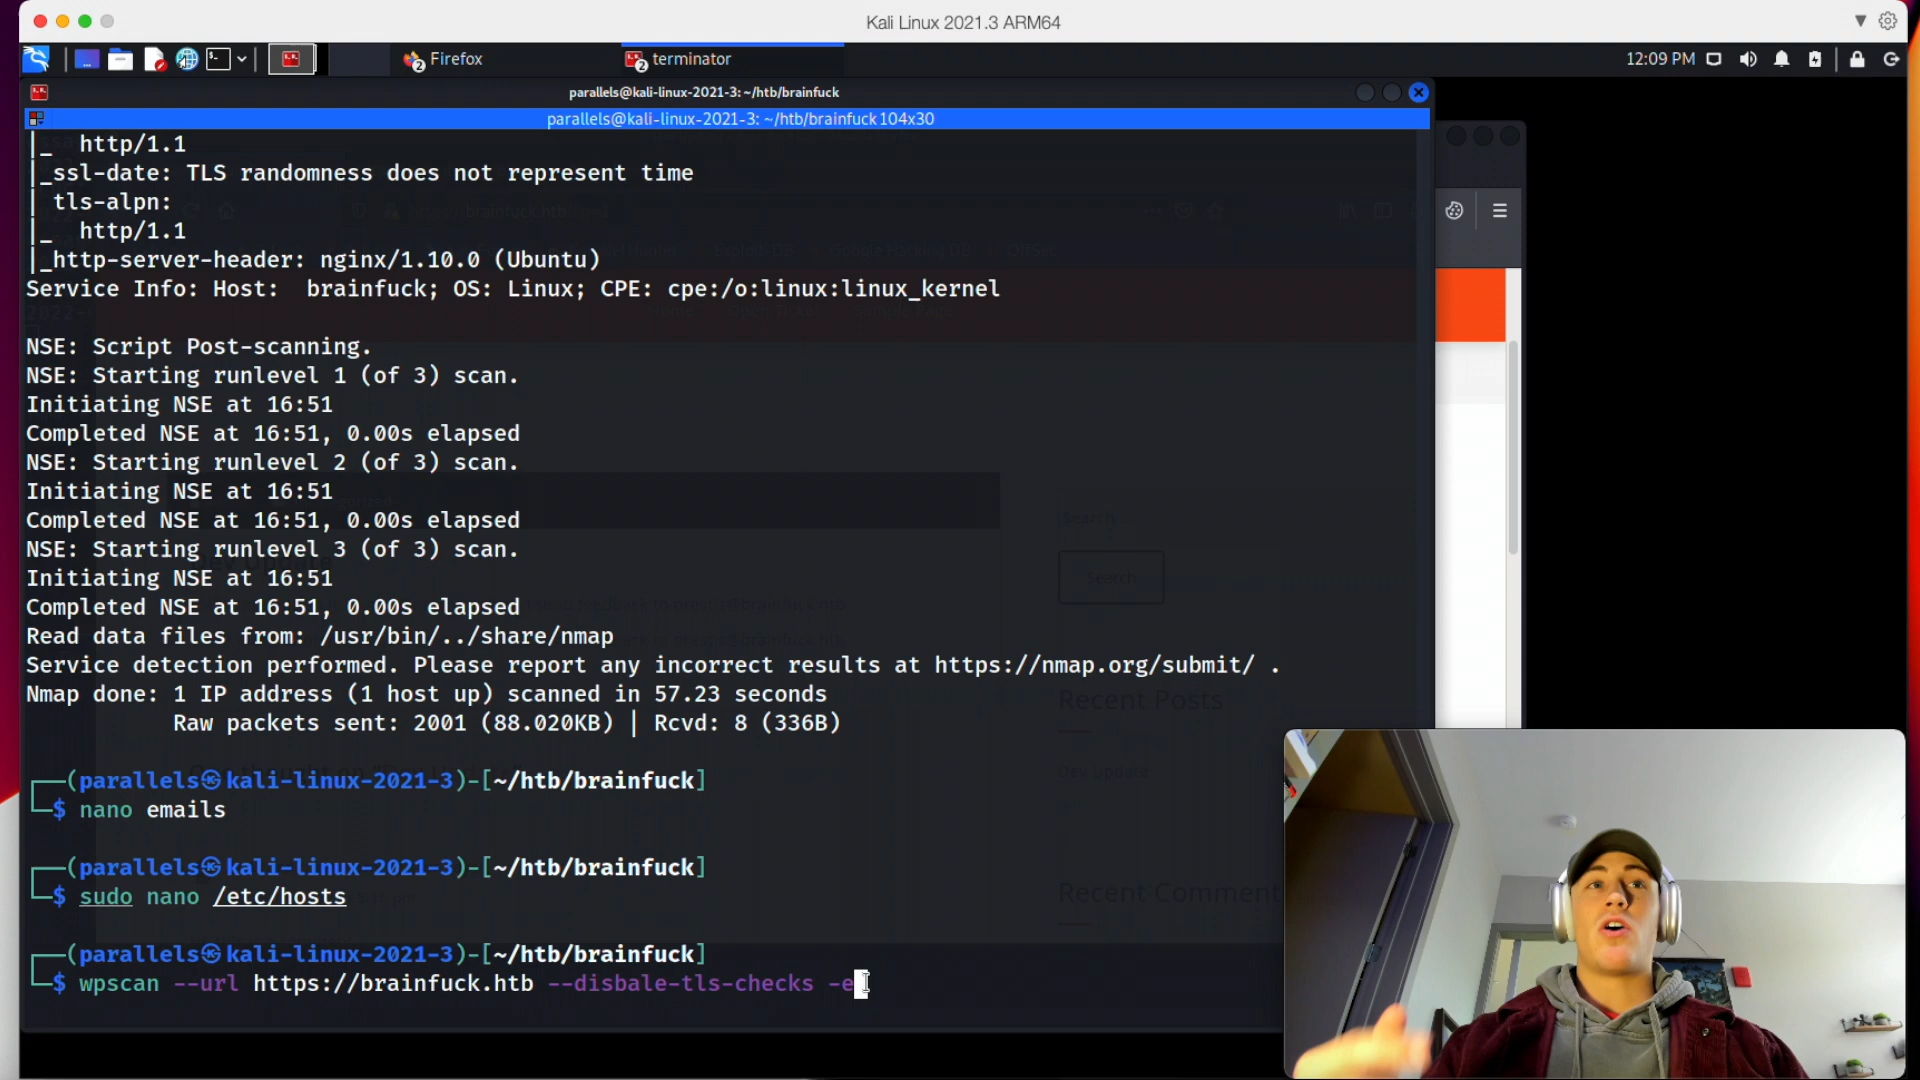 Kali Linux 2021.3 ARM64
Firefox
terminator
12:09 PM
parallels@kali-linux-2021-3: ~/htb/brainfuck
parallels@kali-linux-2021-3: ~/htb/brainfuck 104x30
|_  http/1.1
|_ssl-date: TLS randomness does not represent time
| tls-alpn:
|_  http/1.1
|_http-server-header: nginx/1.10.0 (Ubuntu)
Service Info: Host:  brainfuck; OS: Linux; CPE: cpe:/o:linux:linux_kernel
NSE: Script Post-scanning.
NSE: Starting runlevel 1 (of 3) scan.
Initiating NSE at 16:51
Completed NSE at 16:51, 0.00s elapsed
NSE: Starting runlevel 2 (of 3) scan.
Initiating NSE at 16:51
Completed NSE at 16:51, 0.00s elapsed
NSE: Starting runlevel 3 (of 3) scan.
Initiating NSE at 16:51
Completed NSE at 16:51, 0.00s elapsed
Read data files from: /usr/bin/../share/nmap
Service detection performed. Please report any incorrect results at https://nmap.org/submit/ .
Nmap done: 1 IP address (1 host up) scanned in 57.23 seconds
Raw packets sent: 2001 (88.020KB) | Rcvd: 8 (336B)
┌──(parallels㉿kali-linux-2021-3)-[~/htb/brainfuck]
└─$ nano emails
┌──(parallels㉿kali-linux-2021-3)-[~/htb/brainfuck]
└─$ sudo nano /etc/hosts
┌──(parallels㉿kali-linux-2021-3)-[~/htb/brainfuck]
└─$ wpscan --url https://brainfuck.htb --disbale-tls-checks -e
Search
Recent Posts
Dev Update
Recent Comment